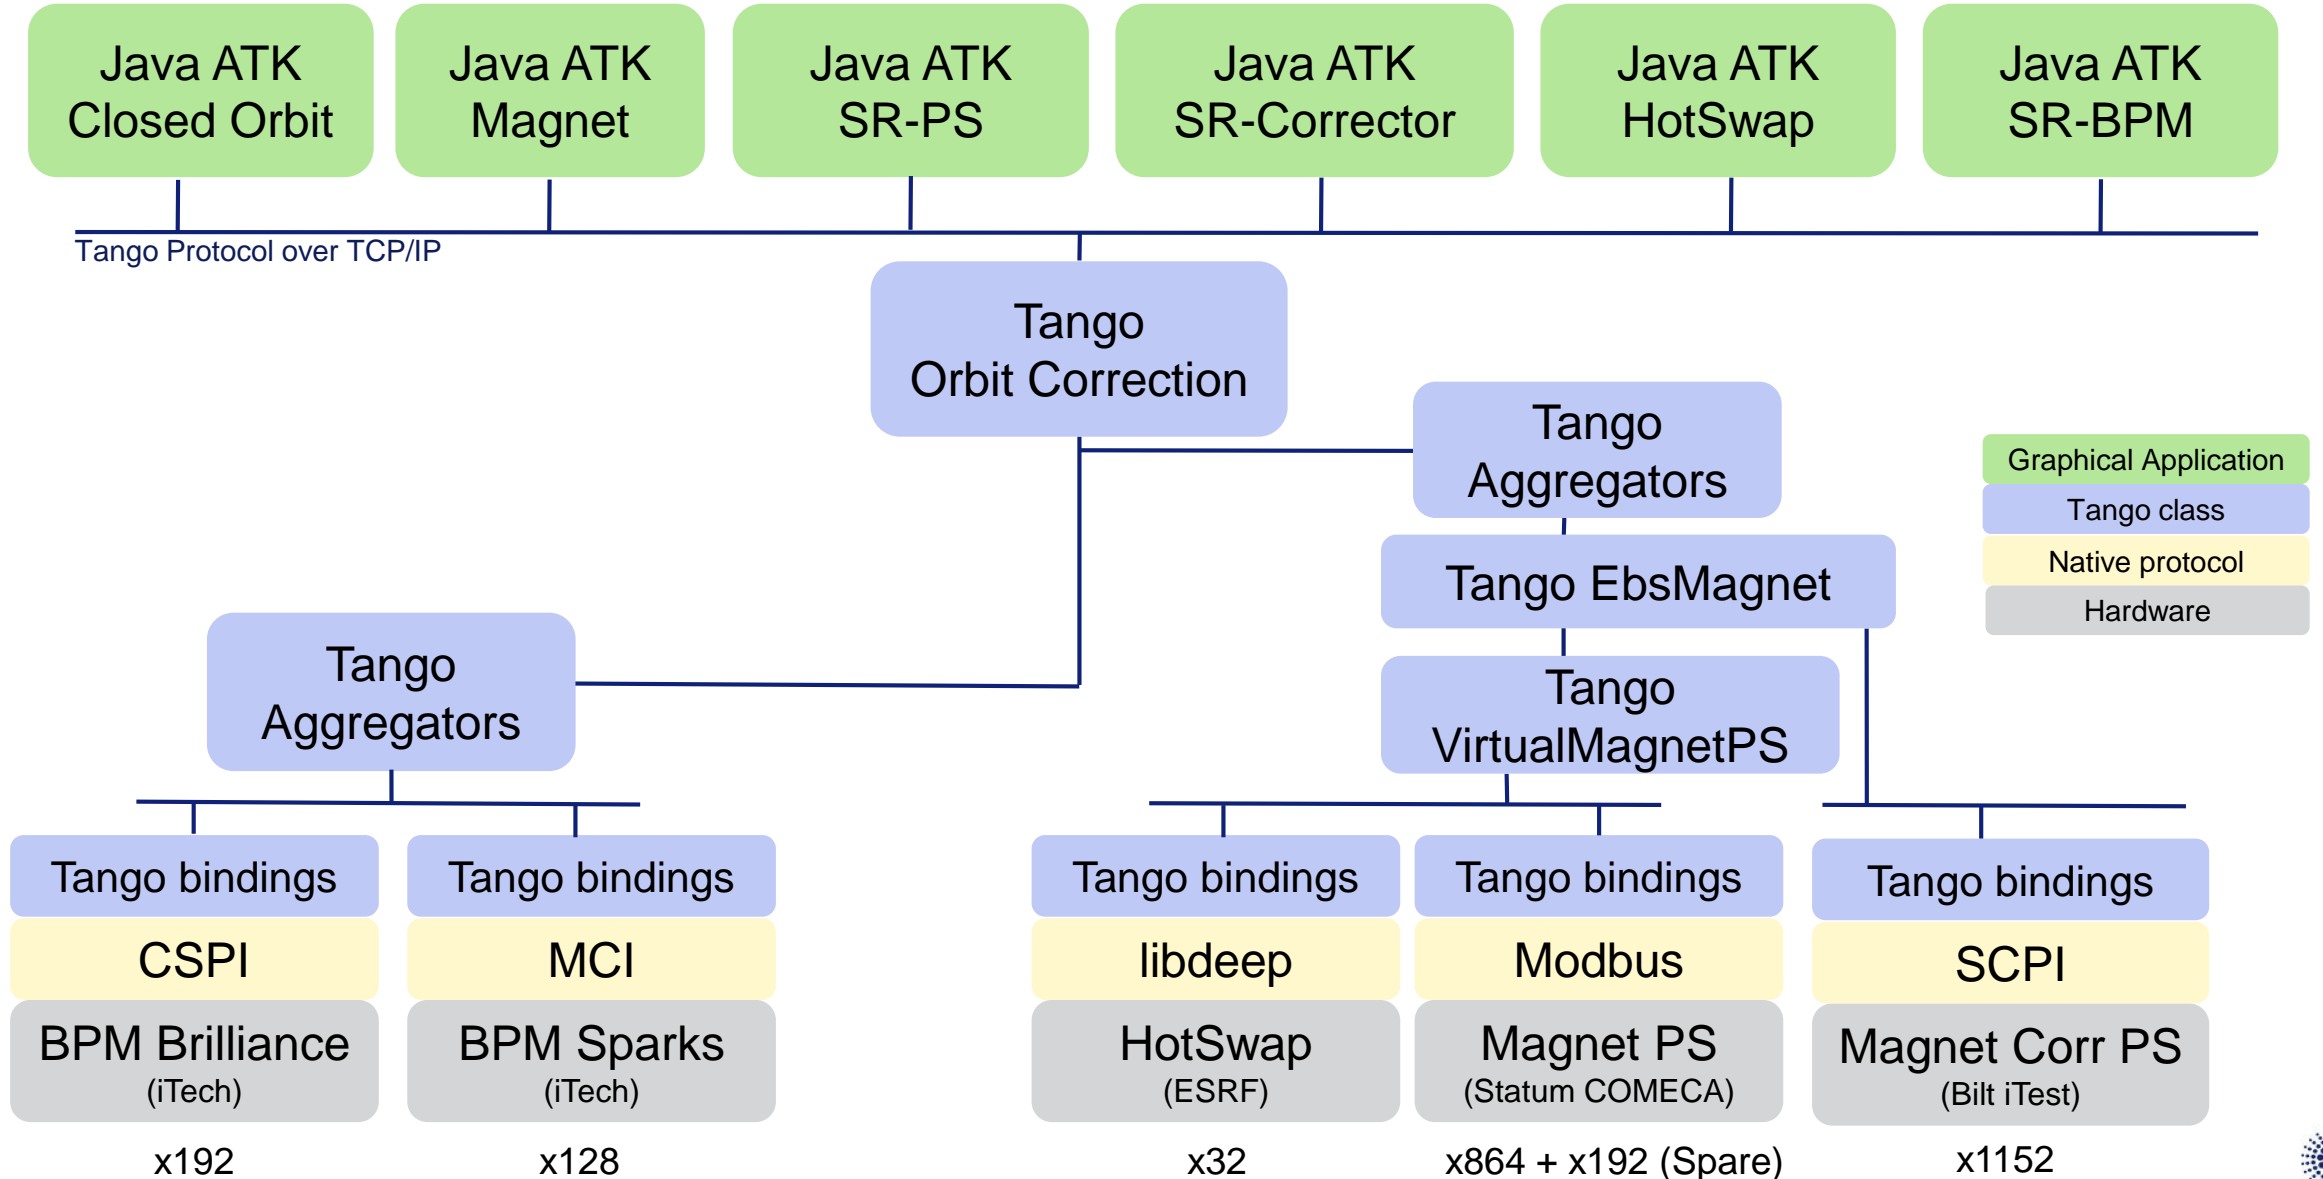 Java ATK
Closed Orbit
Java ATK
Magnet
Java ATK
SR-PS
Java ATK
SR-Corrector
Java ATK
HotSwap
Java ATK
SR-BPM
Tango Protocol over TCP/IP
Tango
Orbit Correction
Tango
Aggregators
Graphical Application
Tango class
Native protocol
Hardware
Tango EbsMagnet
Tango
Aggregators
Tango
VirtualMagnetPS
Tango bindings
CSPI
BPM Brilliance
(iTech)
x192
Tango bindings
MCI
BPM Sparks
(iTech)
x128
Tango bindings
libdeep
HotSwap
(ESRF)
x32
Tango bindings
Modbus
Magnet PS
(Statum COMECA)
x864 + x192 (Spare)
Tango bindings
SCPI
Magnet Corr PS
(Bilt iTest)
x1152